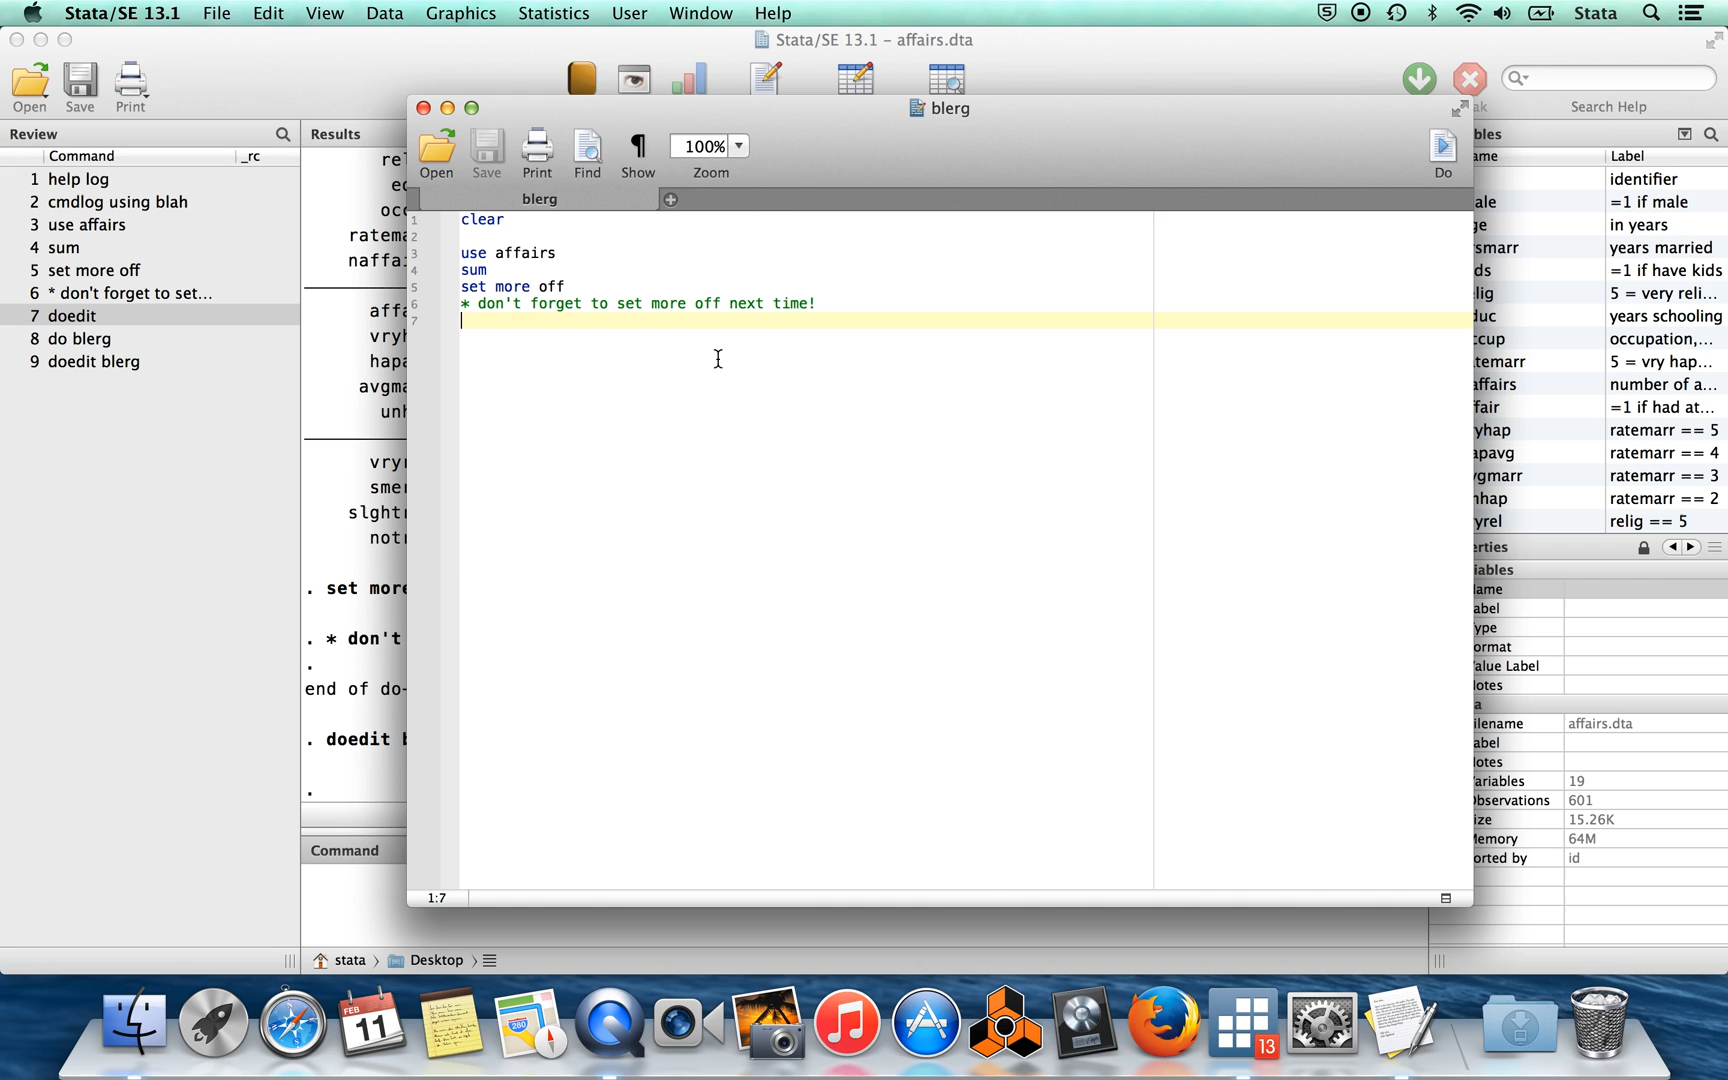 Stata/SE 13.1 File Edit View Data Graphics Statistics User Window Help Stata
Stata/SE 13.1 – affairs.dta
Open Save Print Search Help
Review
Command _rc
1 help log
2 cmdlog using blah
3 use affairs
4 sum
5 set more off
6 * don't forget to set...
7 doedit
8 do blerg
9 doedit blerg
Results
. set more
. * don't
.
end of do-
. doedit b
.
Command
stata Desktop
blerg
Open Save Print Find Show 100% Zoom Do
blerg
1 clear
2
3 use affairs
4 sum
5 set more off
6 * don't forget to set more off next time!
7
1:7
Label
identifier
=1 if male
in years
years married
=1 if have kids
5 = very reli...
years schooling
occupation,...
5 = vry hap...
number of a...
=1 if had at...
ratemarr == 5
ratemarr == 4
ratemarr == 3
ratemarr == 2
relig == 5
affairs.dta
19
601
15.26K
64M
id
FEB
11
280
13